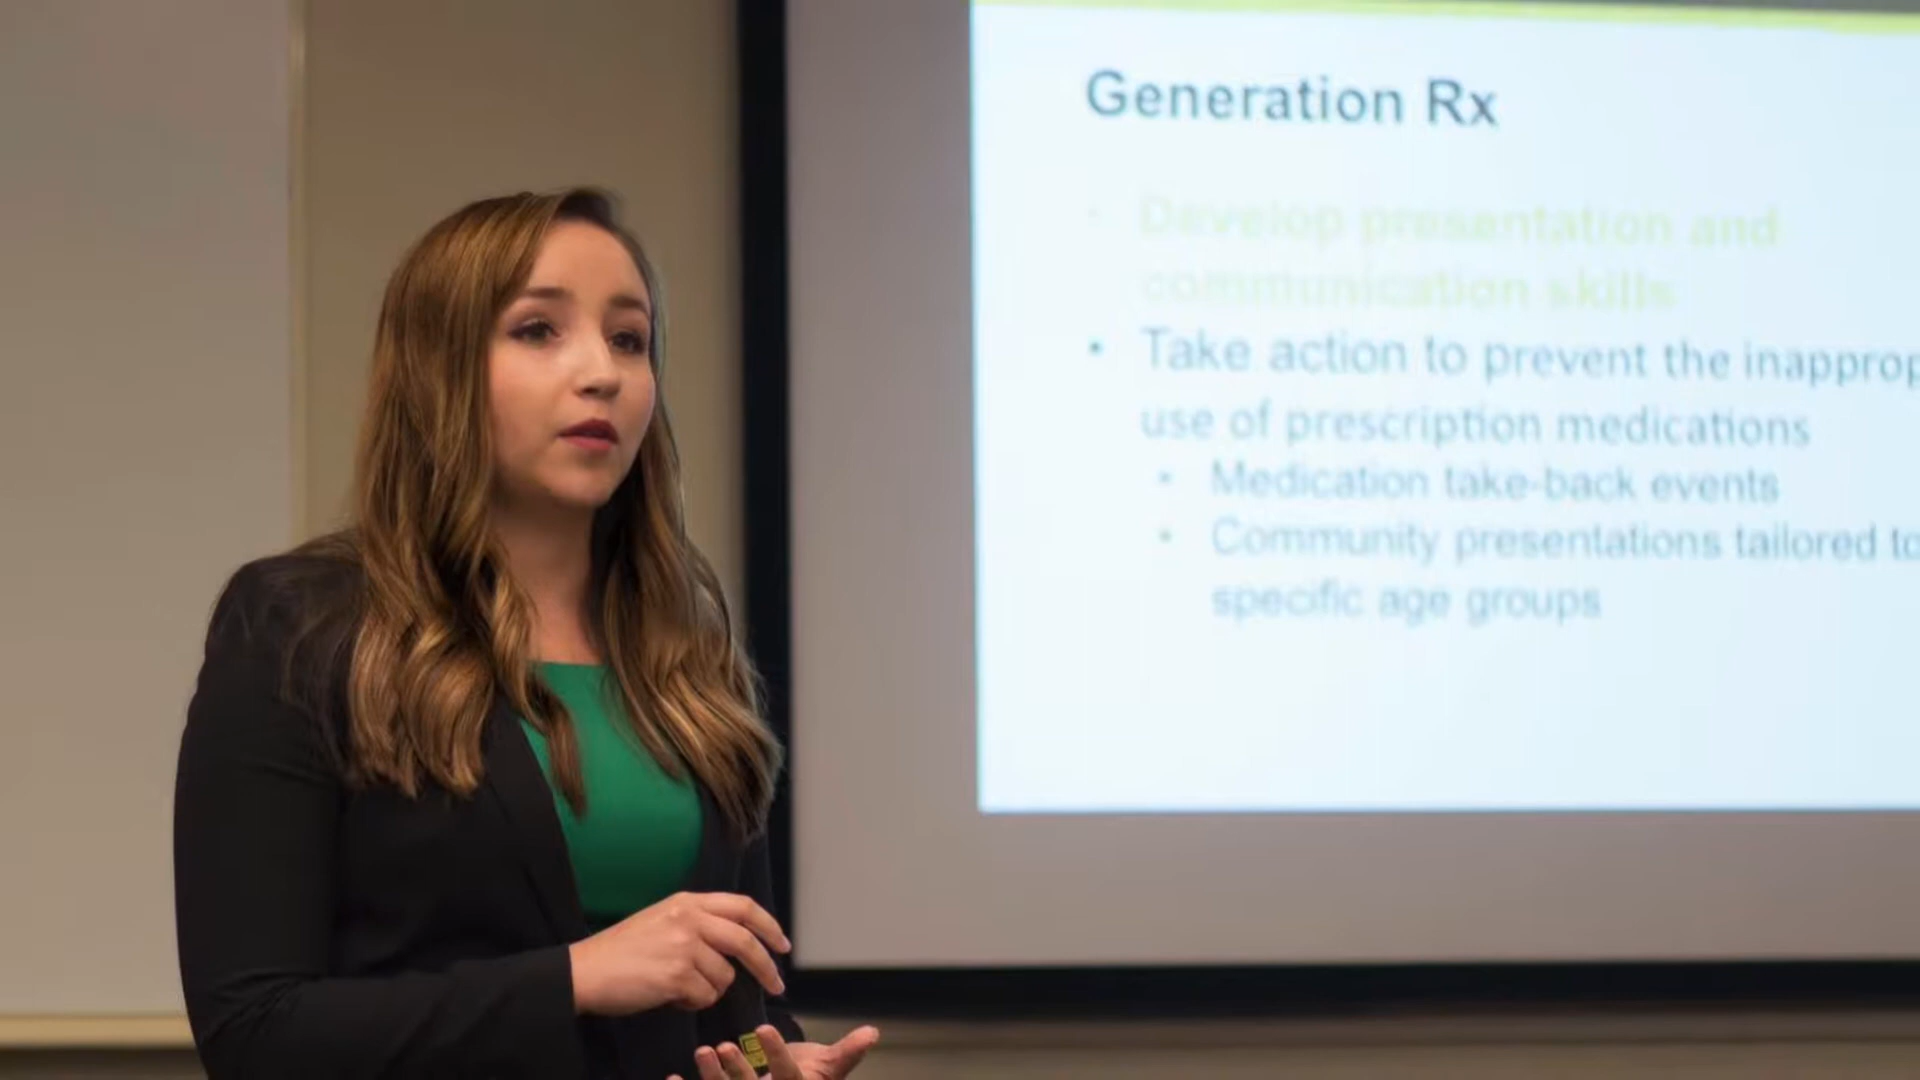 Generation Rx
• Develop presentation and
communication skills
• Take action to prevent the inapprop
use of prescription medications
• Medication take-back events
• Community presentations tailored to
specific age groups